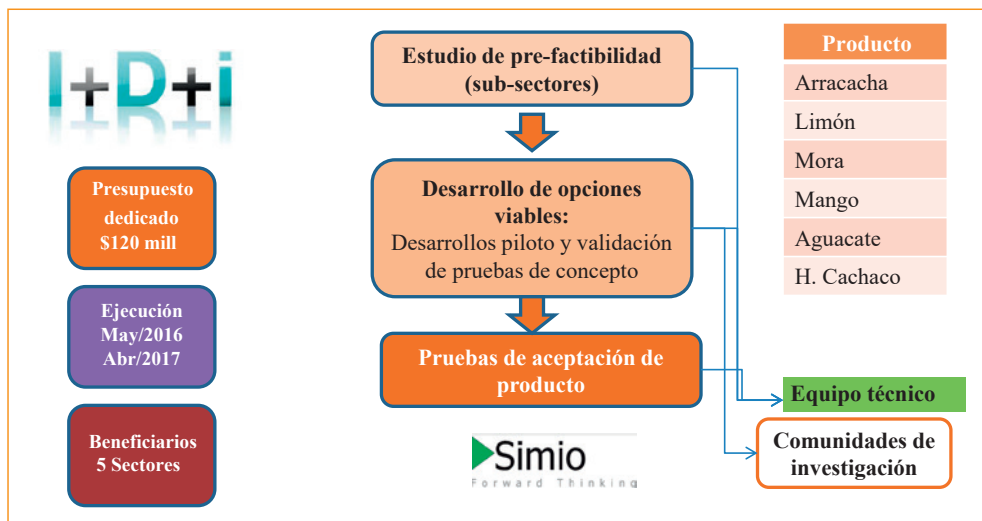 I+D+i
Presupuesto
dedicado
$120 mill
Ejecución
May/2016
Abr/2017
Beneficiarios
5 Sectores
Estudio de pre-factibilidad
(sub-sectores)
Desarrollo de opciones
viables:
Desarrollos piloto y validación
de pruebas de concepto
Pruebas de aceptación de
producto
Simio
Forward Thinking
Producto
Arracacha
Limón
Mora
Mango
Aguacate
H. Cachaco
Equipo técnico
Comunidades de
investigación